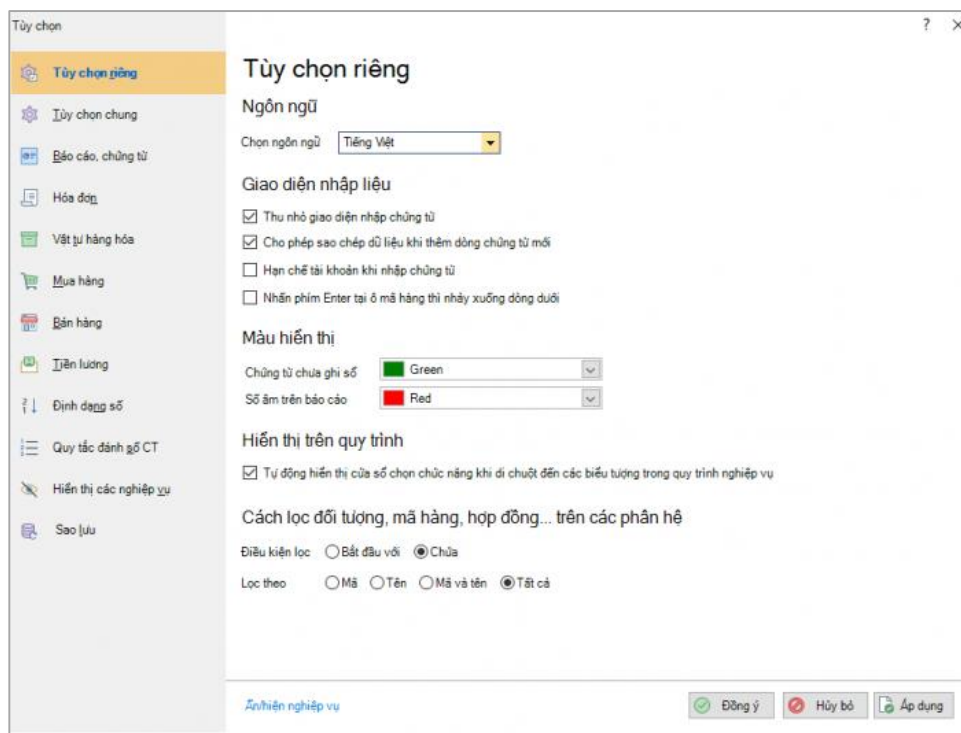 Tùy chọn
?
Tùy chọn riêng
Tùy chọn chung
Báo cáo, chứng từ
Hóa đơn
Vật tư hàng hóa
Mua hàng
Bán hàng
Tiền lương
Định dạng số
Quy tắc đánh số CT
Hiển thị các nghiệp vụ
Sao lưu
Tùy chọn riêng
Ngôn ngữ
Chọn ngôn ngữ Tiếng Việt
Giao diện nhập liệu
Thu nhỏ giao diện nhập chứng từ
Cho phép sao chép dữ liệu khi thêm dòng chứng từ mới
Hạn chế tài khoản khi nhập chứng từ
Nhấn phím Enter tại ô mã hàng thì nhảy xuống dòng dưới
Màu hiển thị
Chứng từ chưa ghi sổ Green
Số âm trên báo cáo Red
Hiển thị trên quy trình
Tự động hiển thị cửa sổ chọn chức năng khi di chuột đến các biểu tượng trong quy trình nghiệp vụ
Cách lọc đối tượng, mã hàng, hợp đồng... trên các phân hệ
Điều kiện lọc Bắt đầu với Chứa
Lọc theo Mã Tên Mã và tên Tất cả
Ẩn/hiện nghiệp vụ Đồng ý Hủy bỏ Áp dụng